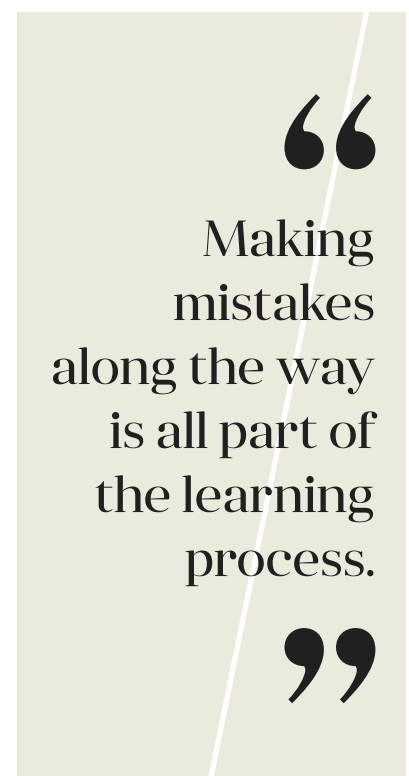 “
Making
mistakes
along the way
is all part of
the learning
process.
”